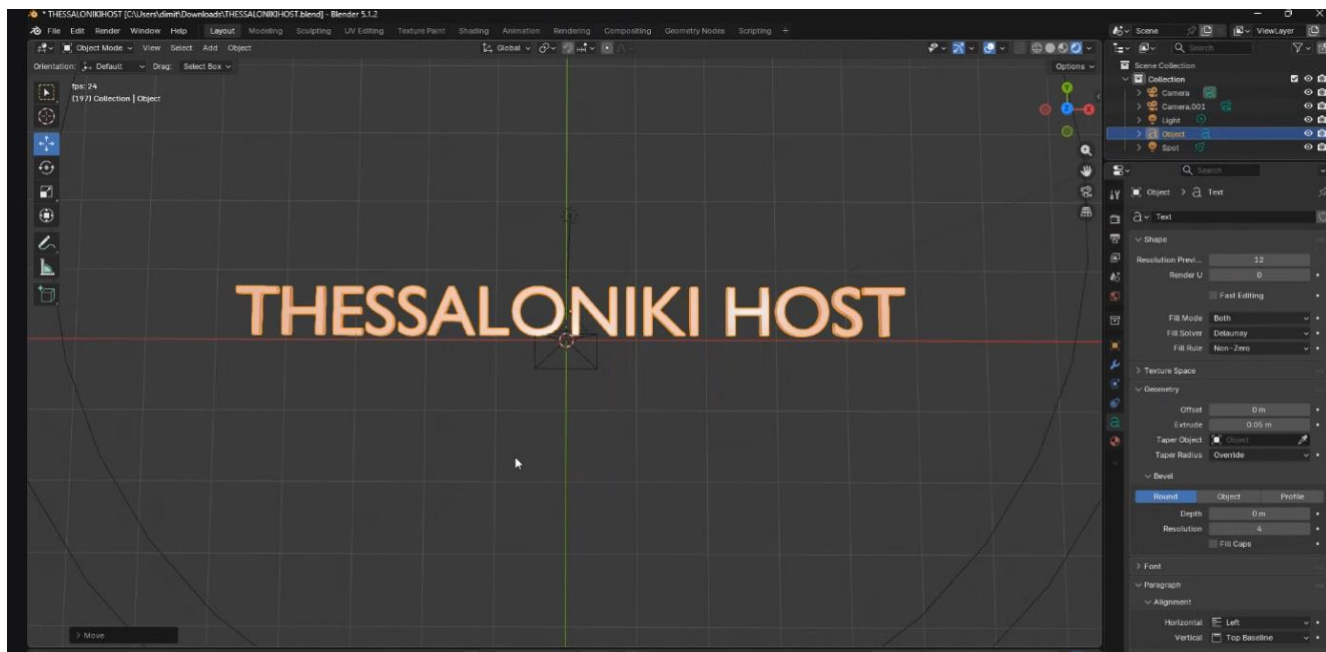 * THESSALONIKIHOST [C:\Users\dimit\Downloads\THESSALONIKIHOST.blend] - Blender 5.1.2
File Edit Render Window Help Layout Modeling Sculpting UV Editing Texture Paint Shading Animation Rendering Compositing Geometry Nodes Scripting +
Scene ViewLayer
Object Mode View Select Add Object Global
Search
Orientation: Default Drag: Select Box Options
fps: 24
(197) Collection | Object
THESSALONIKI HOST
Move
Y
Z
X
Scene Collection
Collection
Camera
Camera.001
Light
Object
Spot
Search
Object > Text
Text
Shape
Resolution Previ... 12
Render U 0
Fast Editing
Fill Mode Both
Fill Solver Delaunay
Fill Rule Non-Zero
Texture Space
Geometry
Offset 0 m
Extrude 0.05 m
Taper Object Object
Taper Radius Override
Bevel
Round Object Profile
Depth 0 m
Resolution 4
Fill Caps
Font
Paragraph
Alignment
Horizontal Left
Vertical Top Baseline